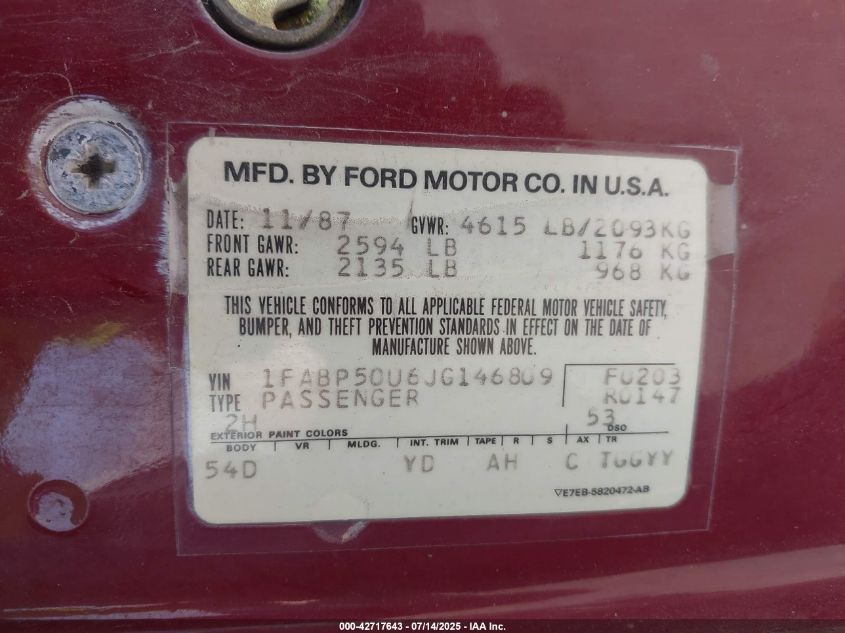 MFD. BY FORD MOTOR CO. IN U.S.A.
DATE: 11/87 GVWR: 4615 LB/2093KG
FRONT GAWR: 2594 LB 1176 KG
REAR GAWR: 2135 LB 968 KG
THIS VEHICLE CONFORMS TO ALL APPLICABLE FEDERAL MOTOR VEHICLE SAFETY,
BUMPER, AND THEFT PREVENTION STANDARDS IN EFFECT ON THE DATE OF
MANUFACTURE SHOWN ABOVE.
VIN 1FABP50U6JG146809 F0203
TYPE PASSENGER R0147
2H 53
EXTERIOR PAINT COLORS DSO
BODY VR MLDG. INT. TRIM TAPE R S AX TR
54D YD AH C TGGYY
E7EB-5820472-AB
000-42717643 - 07/14/2025 - IAA Inc.